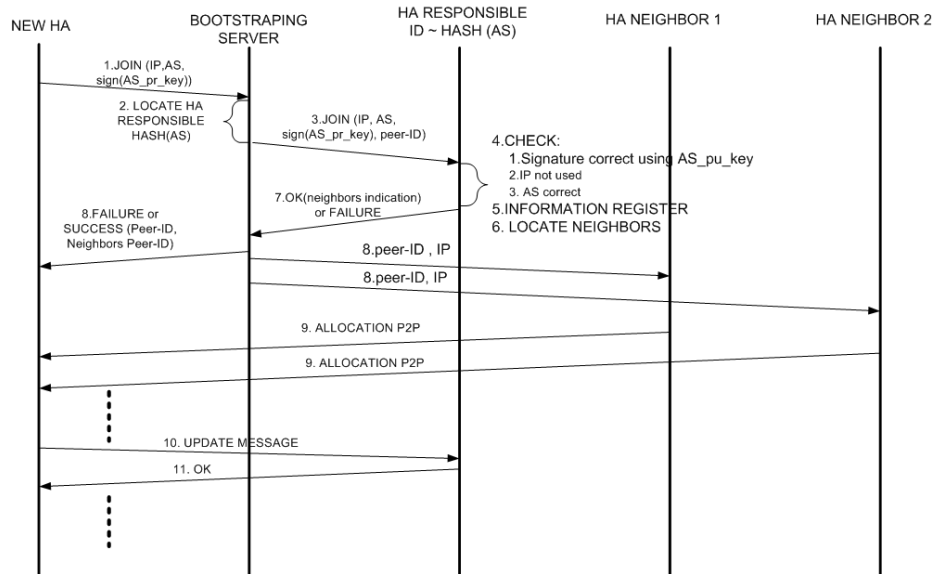 NEW HA
BOOTSTRAPING
SERVER
HA RESPONSIBLE
ID ~ HASH (AS)
HA NEIGHBOR 1
HA NEIGHBOR 2
1.JOIN (IP,AS,
sign(AS_pr_key))
2. LOCATE HA
RESPONSIBLE
HASH(AS)
3.JOIN (IP, AS,
sign(AS_pr_key), peer-ID)
4.CHECK:
1.Signature correct using AS_pu_key
2.IP not used
3. AS correct
5.INFORMATION REGISTER
6. LOCATE NEIGHBORS
7.OK(neighbors indication)
or FAILURE
8.FAILURE or
SUCCESS (Peer-ID,
Neighbors Peer-ID)
8.peer-ID , IP
8.peer-ID, IP
9. ALLOCATION P2P
9. ALLOCATION P2P
10. UPDATE MESSAGE
11. OK